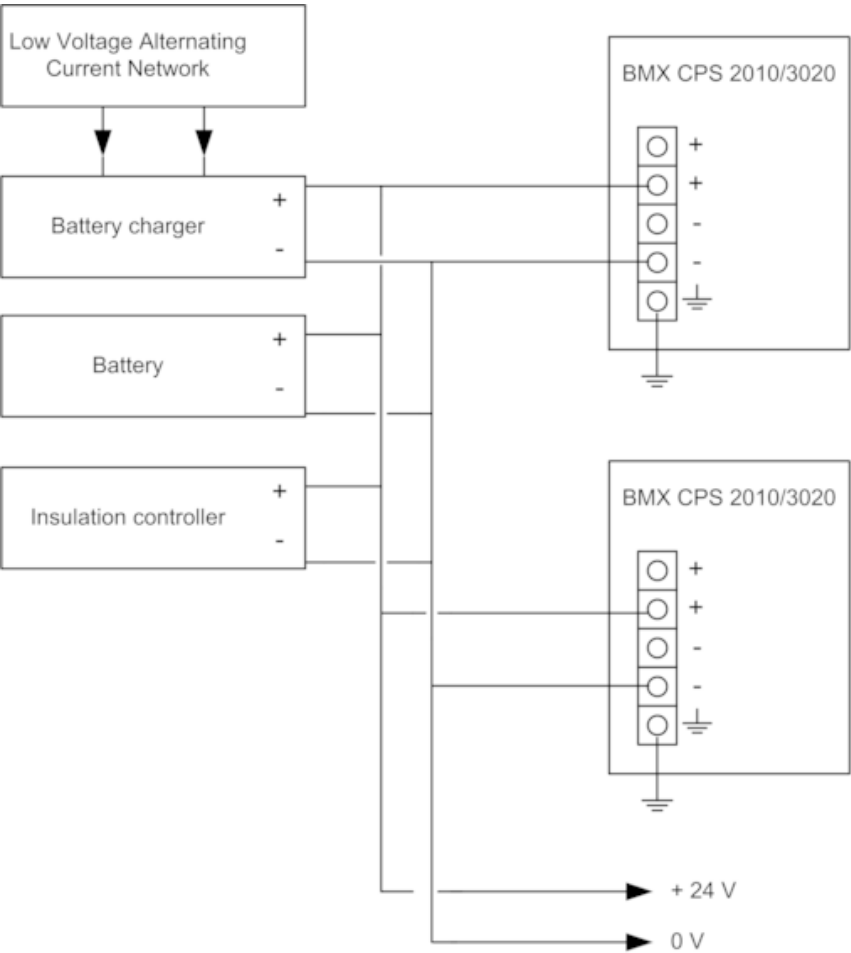 Low Voltage Alternating
Current Network
BMX CPS 2010/3020
+
+
-
-
Battery charger
+
-
Battery
+
-
Insulation controller
+
-
BMX CPS 2010/3020
+
+
-
-
+ 24 V
0 V